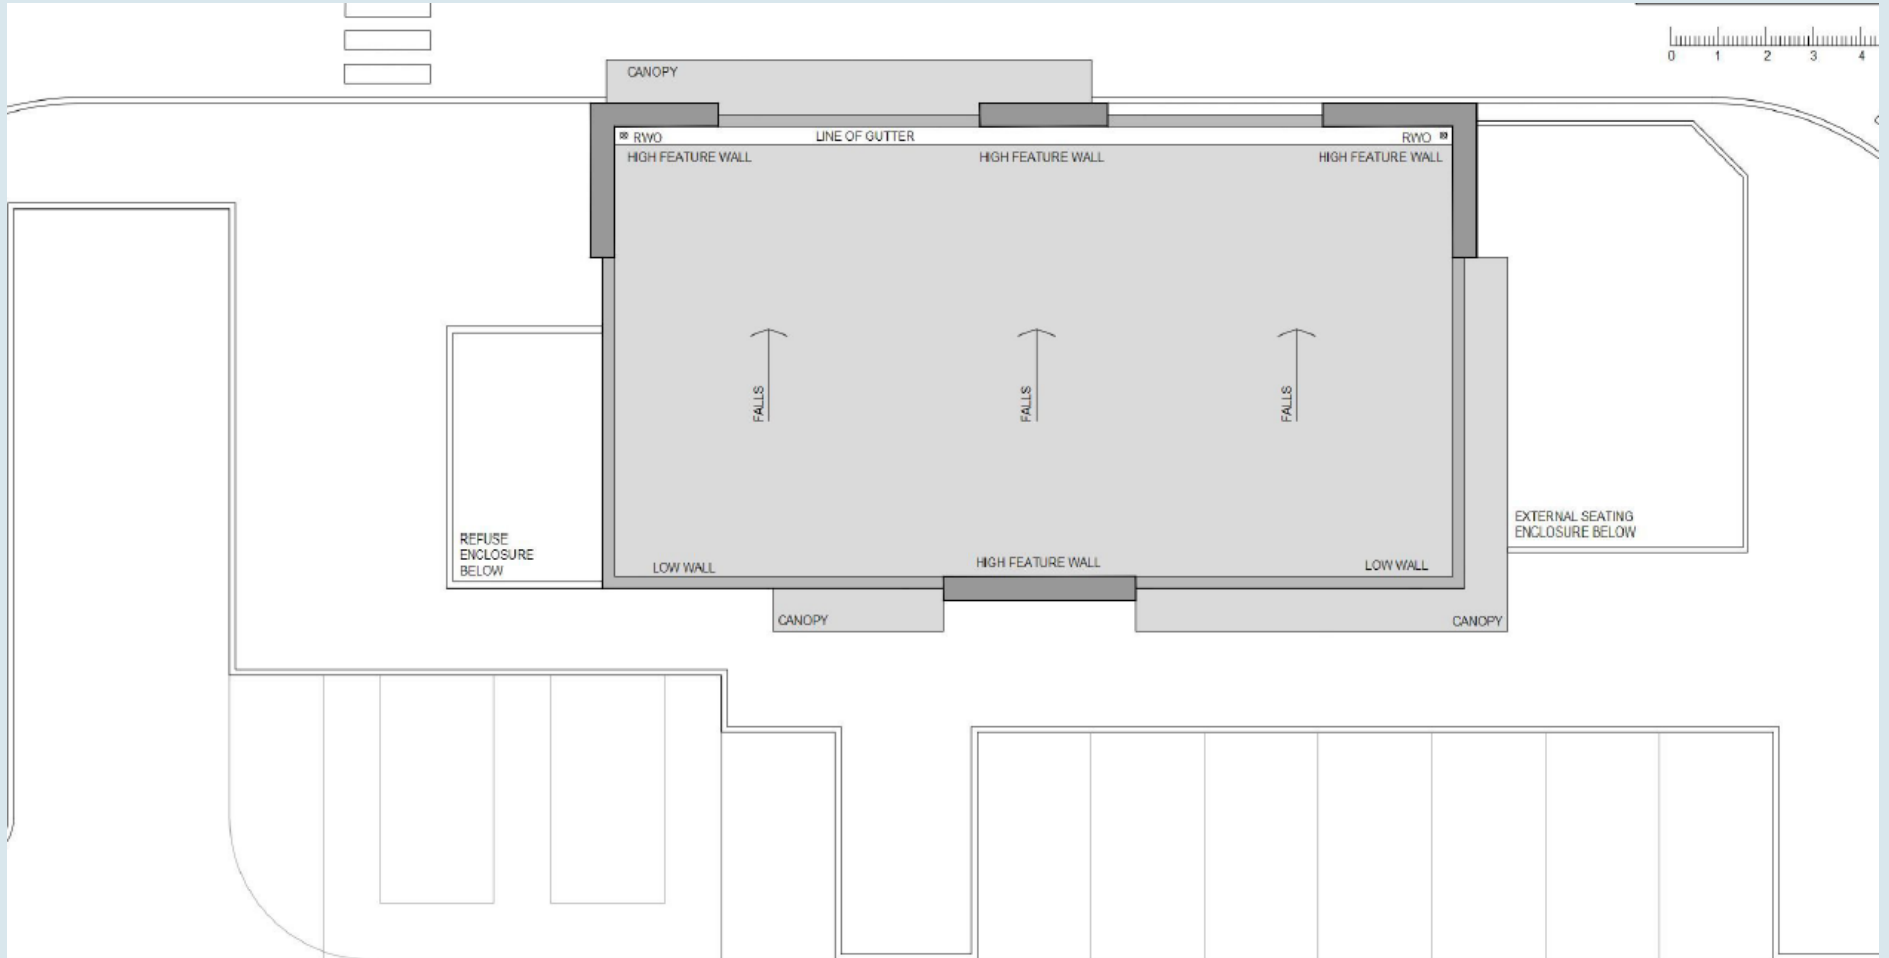 0 1 2 3 4
CANOPY
RWO
LINE OF GUTTER
RWO
HIGH FEATURE WALL
HIGH FEATURE WALL
HIGH FEATURE WALL
FALLS
FALLS
FALLS
REFUSE
ENCLOSURE
BELOW
EXTERNAL SEATING
ENCLOSURE BELOW
LOW WALL
HIGH FEATURE WALL
LOW WALL
CANOPY
CANOPY